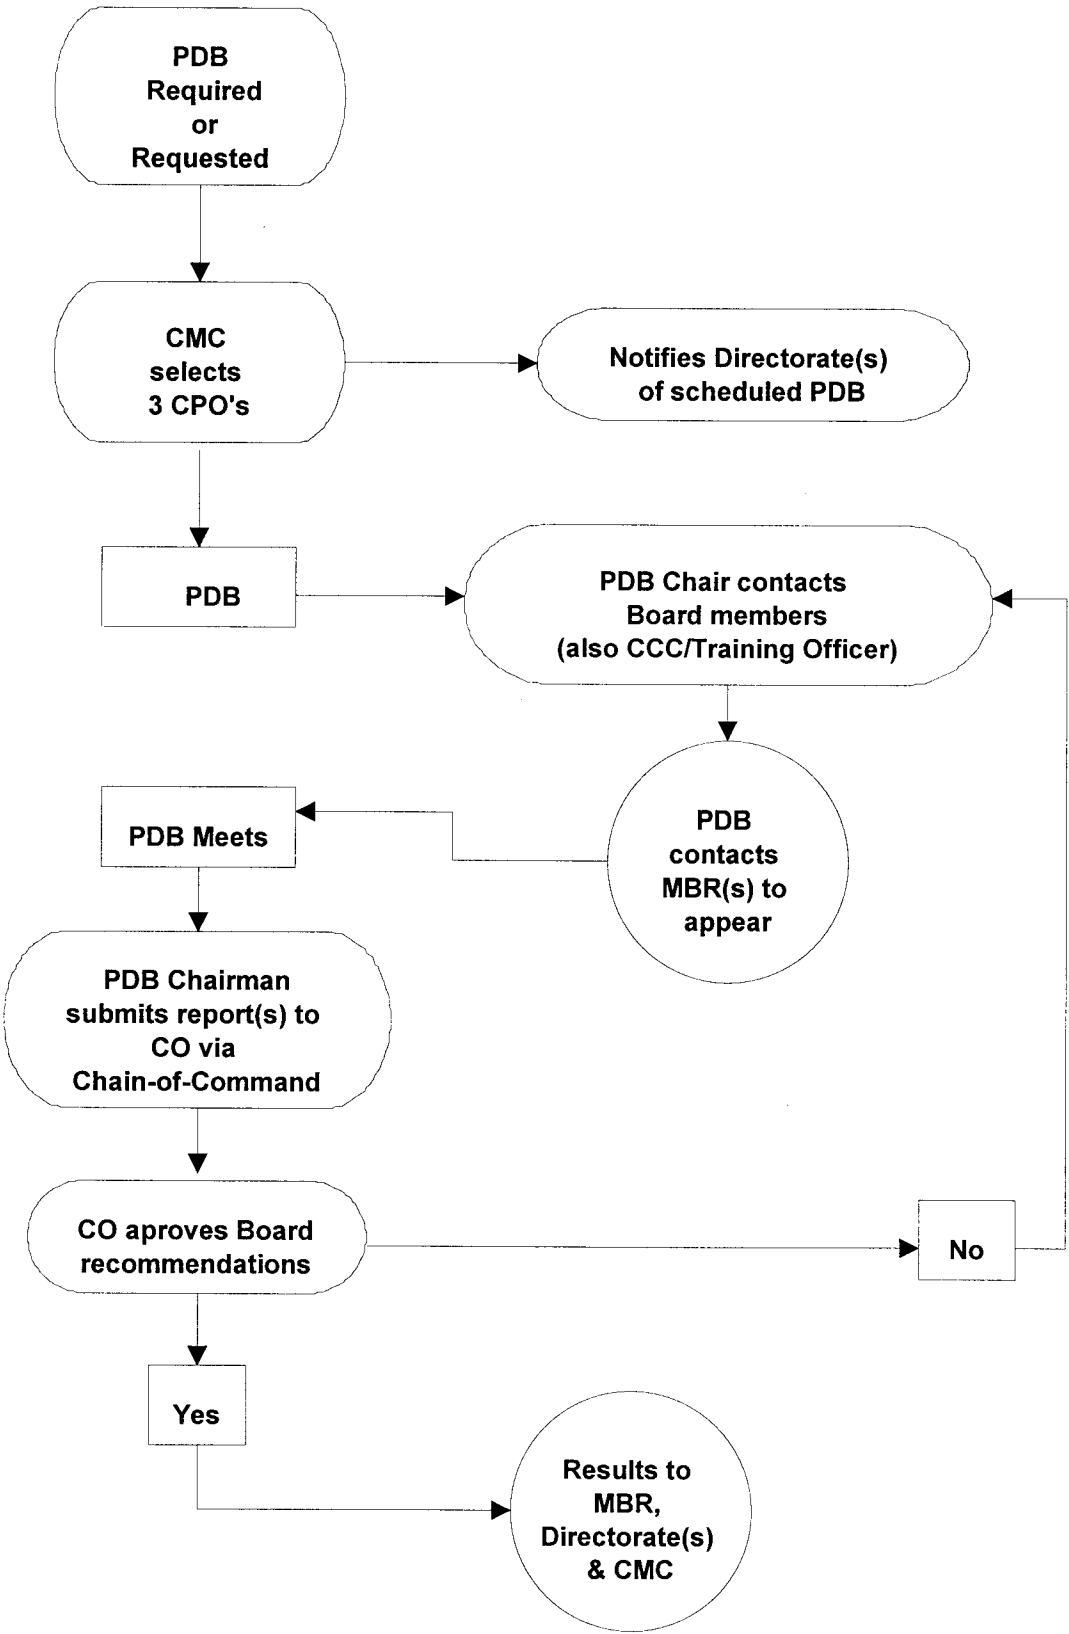 PDB
Required
or
Requested
CMC
selects
3 CPO's
Notifies Directorate(s)
of scheduled PDB
PDB
PDB Chair contacts
Board members
(also CCC/Training Officer)
PDB
contacts
MBR(s) to
appear
PDB Meets
PDB Chairman
submits report(s) to
CO via
Chain-of-Command
CO aproves Board
recommendations
No
Yes
Results to
MBR,
Directorate(s)
& CMC